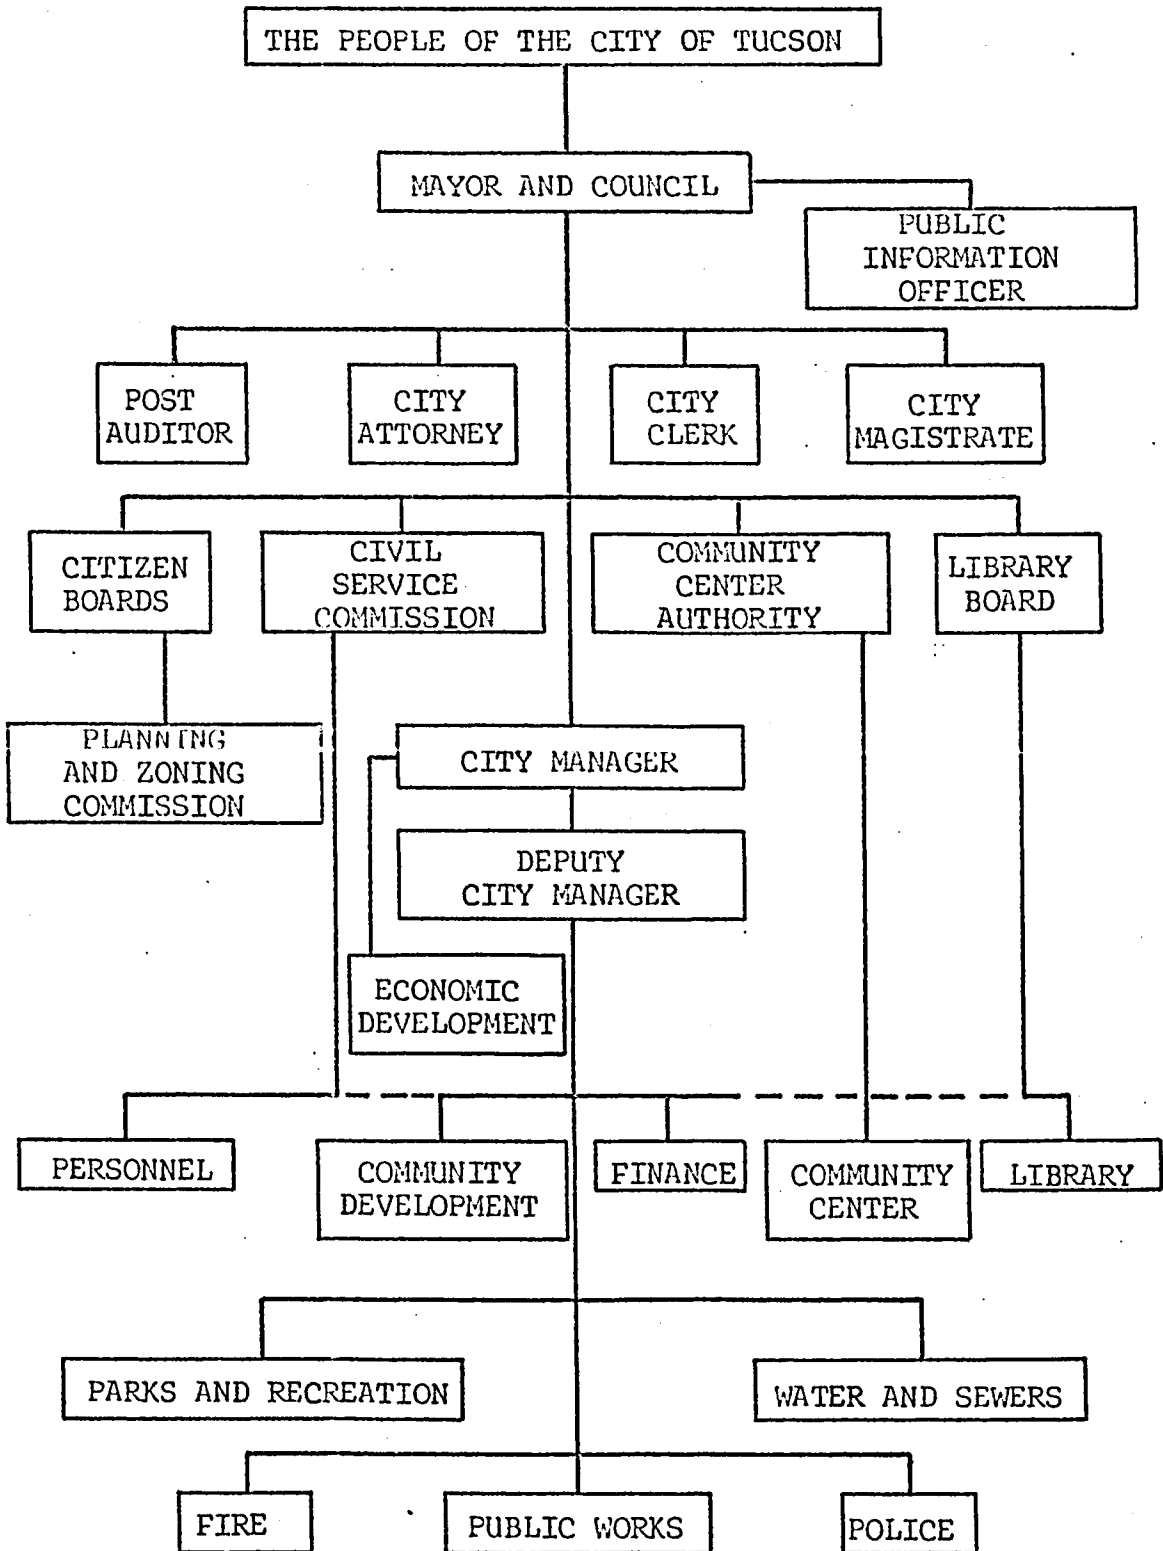 THE PEOPLE OF THE CITY OF TUCSON
MAYOR AND COUNCIL
PUBLIC
INFORMATION
OFFICER
POST
AUDITOR
CITY
ATTORNEY
CITY
CLERK
CITY
MAGISTRATE
CITIZEN
BOARDS
CIVIL
SERVICE
COMMISSION
COMMUNITY
CENTER
AUTHORITY
LIBRARY
BOARD
PLANNING
AND ZONING
COMMISSION
CITY MANAGER
DEPUTY
CITY MANAGER
ECONOMIC
DEVELOPMENT
PERSONNEL
COMMUNITY
DEVELOPMENT
FINANCE
COMMUNITY
CENTER
LIBRARY
PARKS AND RECREATION
WATER AND SEWERS
FIRE
PUBLIC WORKS
POLICE